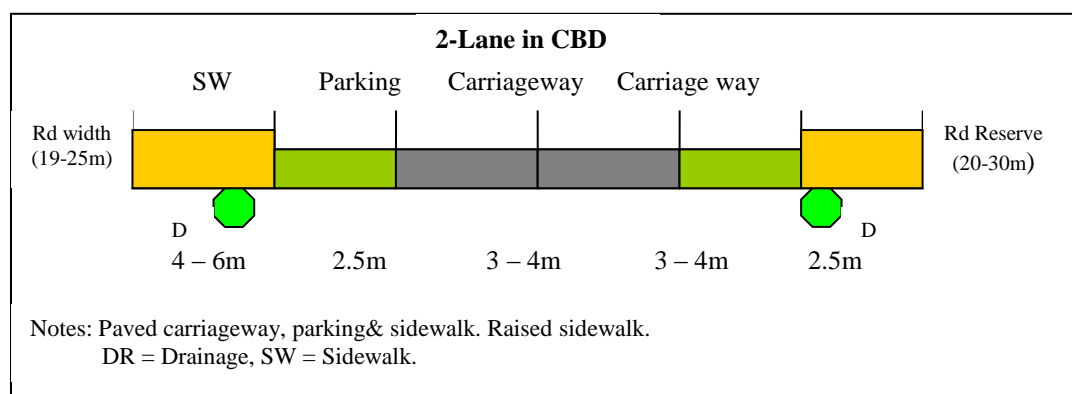 2-Lane in CBD
SW Parking Carriageway Carriage way
Rd width
(19-25m)
Rd Reserve
(20-30m)
D D
4 – 6m 2.5m 3 – 4m 3 – 4m 2.5m
Notes: Paved carriageway, parking& sidewalk. Raised sidewalk.
DR = Drainage, SW = Sidewalk.